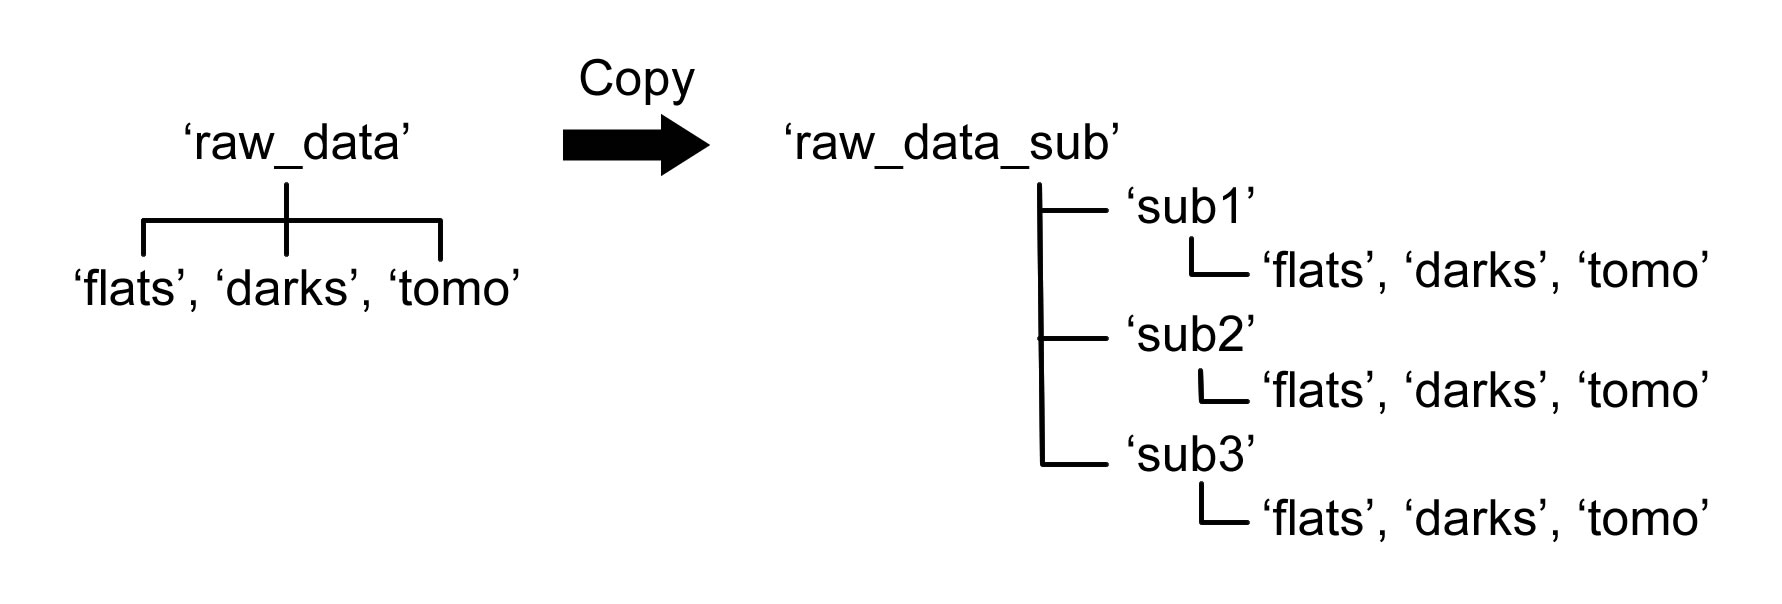 Copy
‘raw_data’
‘raw_data_sub’
‘flats’, ‘darks’, ‘tomo’
‘sub1’
‘flats’, ‘darks’, ‘tomo’
‘sub2’
‘flats’, ‘darks’, ‘tomo’
‘sub3’
‘flats’, ‘darks’, ‘tomo’